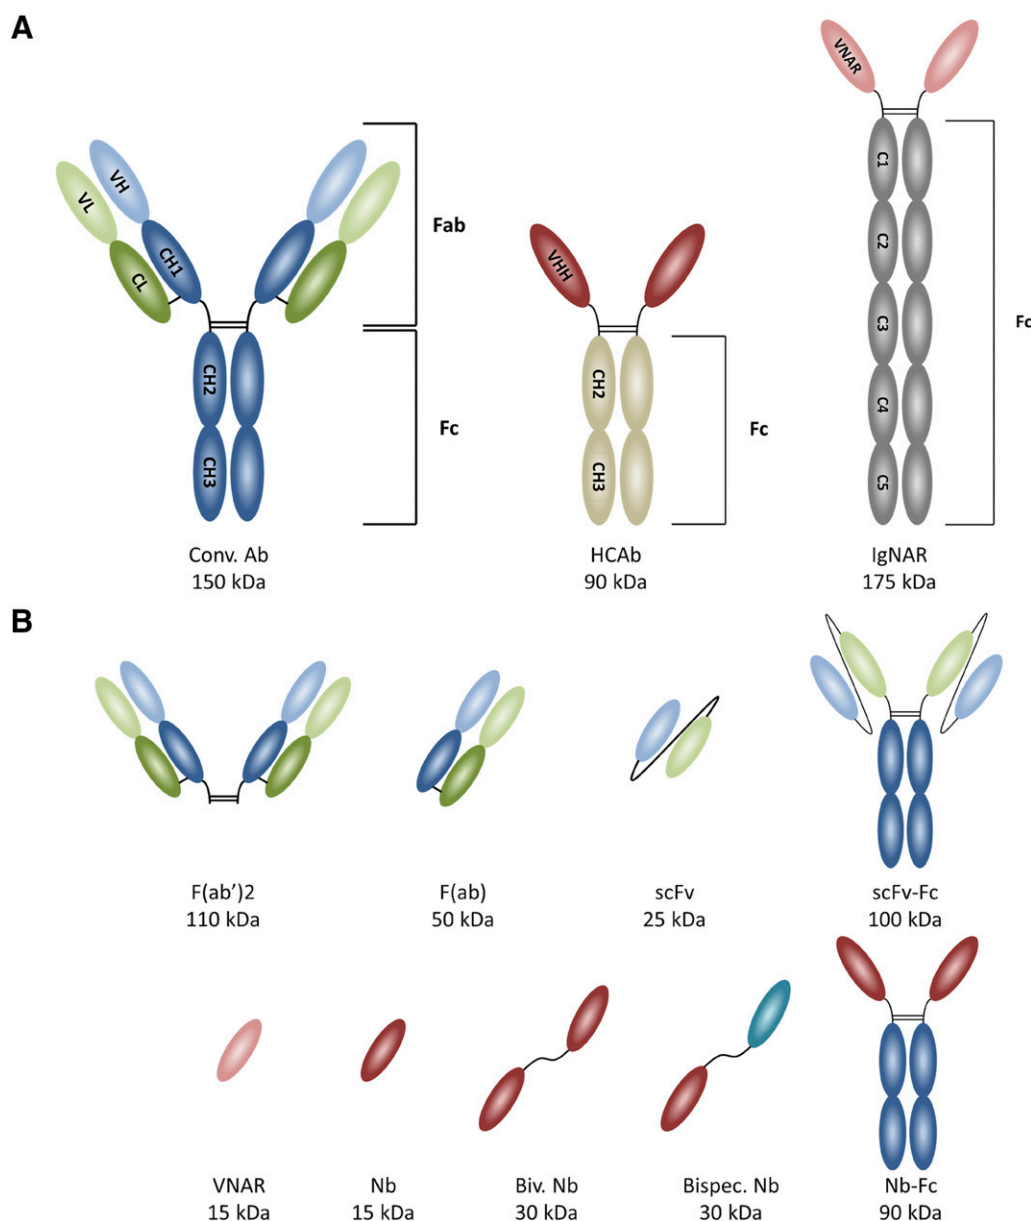 A
VNAR
VL
VH
CL
CH1
CH2
CH3
Fab
Fc
VHH
CH2
CH3
Fc
C1
C2
C3
C4
C5
Fc
Conv. Ab
150 kDa
HCAb
90 kDa
IgNAR
175 kDa
B
F(ab')2
110 kDa
F(ab)
50 kDa
scFv
25 kDa
scFv-Fc
100 kDa
VNAR
15 kDa
Nb
15 kDa
Biv. Nb
30 kDa
Bispec. Nb
30 kDa
Nb-Fc
90 kDa